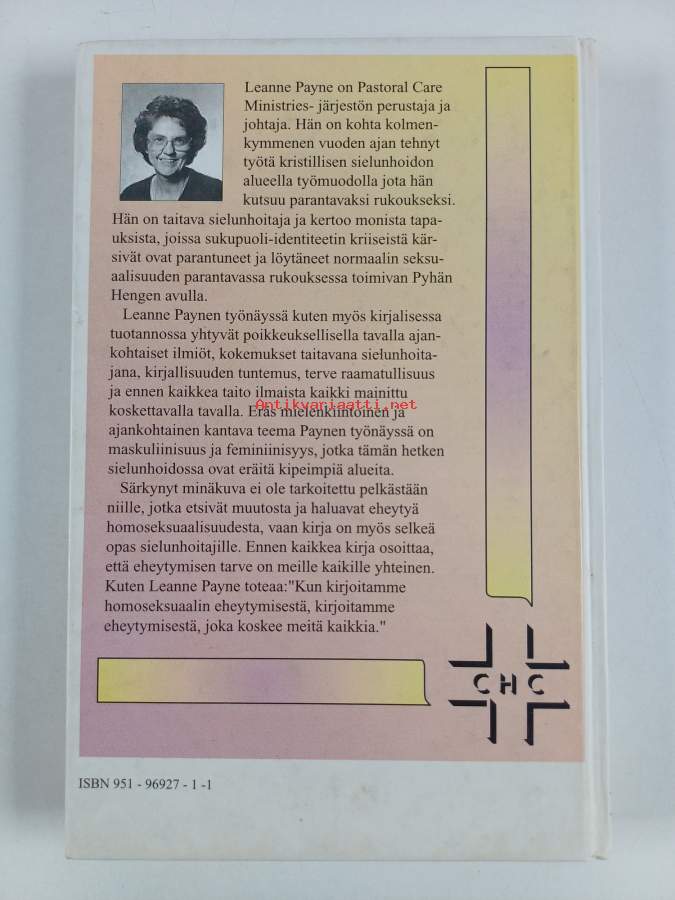 Leanne Payne on Pastoral Care
Ministries- järjestön perustaja ja
johtaja. Hän on kohta kolmen-
kymmenen vuoden ajan tehnyt
työtä kristillisen sielunhoidon
alueella työmuodolla jota hän
kutsuu parantavaksi rukoukseksi.
Hän on taitava sielunhoitaja ja kertoo monista tapa-
uksista, joissa sukupuoli-identiteetin kriiseistä kär-
sivät ovat parantuneet ja löytäneet normaalin seksu-
aalisuuden parantavassa rukouksessa toimivan Pyhän
Hengen avulla.
Leanne Paynen työnäyssä kuten myös kirjalisessa
tuotannossa yhtyvät poikkeuksellisella tavalla ajan-
kohtaiset ilmiöt, kokemukset taitavana sielunhoita-
jana, kirjallisuuden tuntemus, terve raamatullisuus
ja ennen kaikkea taito ilmaista kaikki mainittu
koskettavalla tavalla. Eräs mielenkiintoinen ja
Antikvariaatti.net
ajankohtainen kantava teema Paynen työnäyssä on
maskuliinisuus ja feminiinisyys, jotka tämän hetken
sielunhoidossa ovat eräitä kipeimpiä alueita.
Särkynyt minäkuva ei ole tarkoitettu pelkästään
niille, jotka etsivät muutosta ja haluavat eheytyä
homoseksuaalisuudesta, vaan kirja on myös selkeä
opas sielunhoitajille. Ennen kaikkea kirja osoittaa,
että eheytymisen tarve on meille kaikille yhteinen.
Kuten Leanne Payne toteaa:"Kun kirjoitamme
homoseksuaalin eheytymisestä, kirjoitamme
eheytymisestä, joka koskee meitä kaikkia."
CHC
ISBN 951 - 96927 - 1 -1